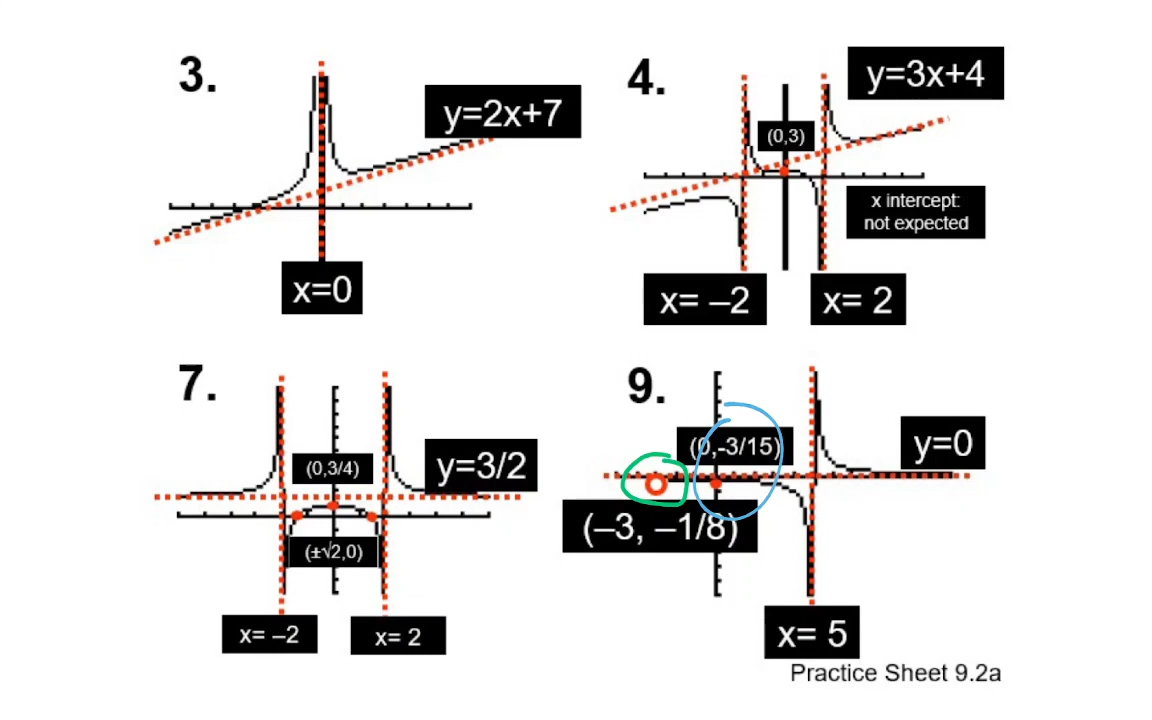 3.
y=2x+7
x=0
4.
y=3x+4
(0,3)
x intercept:
not expected
x= –2
x= 2
7.
(0,3/4)
y=3/2
(±√2,0)
x= –2
x= 2
9.
(0,-3/15)
y=0
(–3, –1/8)
x= 5
Practice Sheet 9.2a